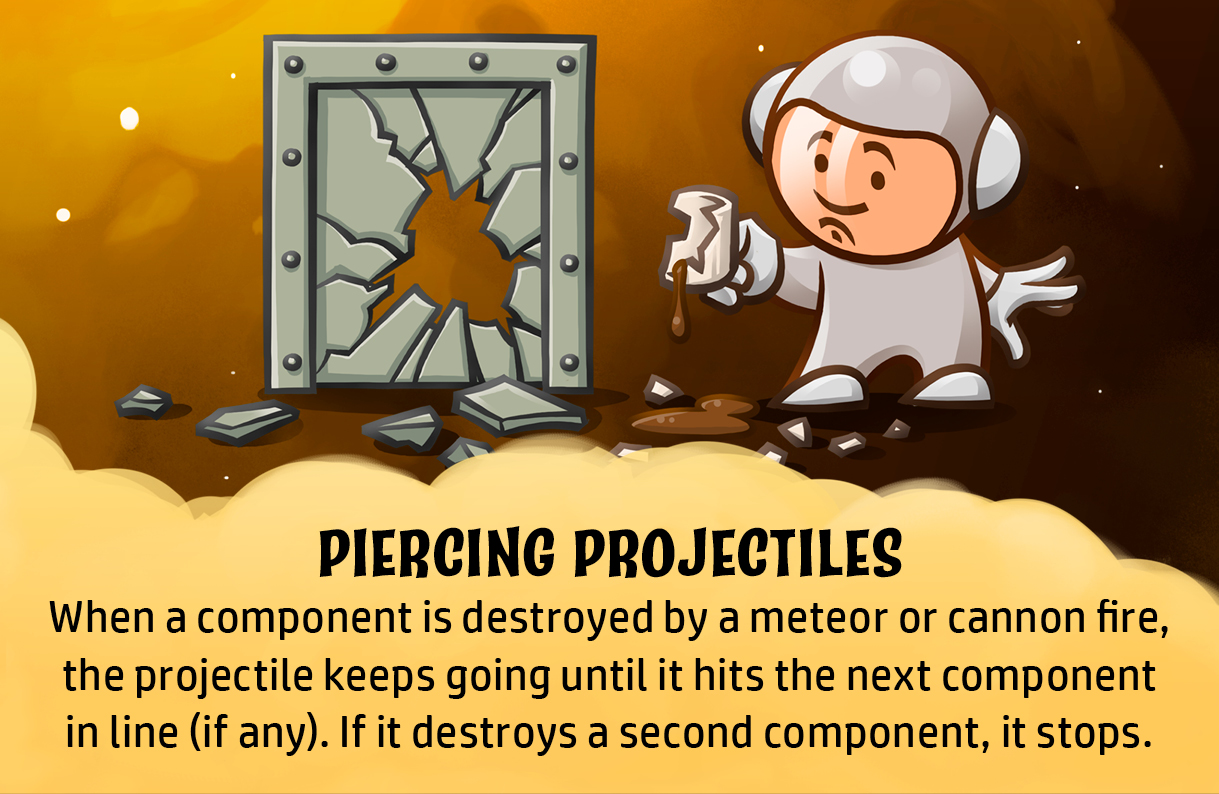 PIERCING PROJECTILES
When a component is destroyed by a meteor or cannon fire,
the projectile keeps going until it hits the next component
in line (if any). If it destroys a second component, it stops.